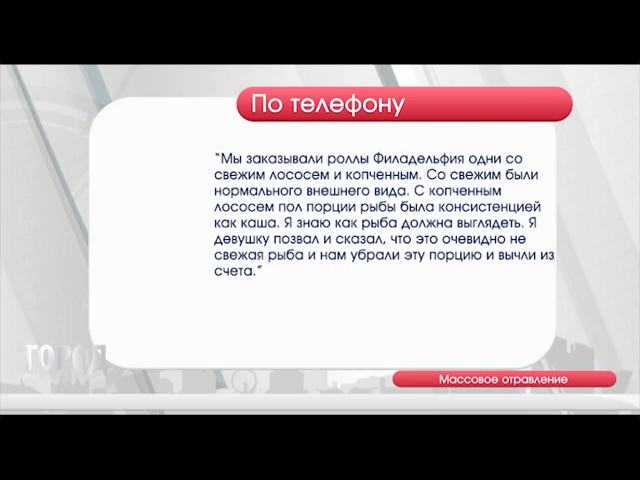 По телефону
“Мы заказывали роллы Филадельфия одни со
свежим лососем и копченным. Со свежим были
нормального внешнего вида. С копченным
лососем пол порции рыбы была консистенцией
как каша. Я знаю как рыба должна выглядеть. Я
девушку позвал и сказал, что это очевидно не
свежая рыба и нам убрали эту порцию и вычли из
счета.”
ГОРОД
Массовое отравление